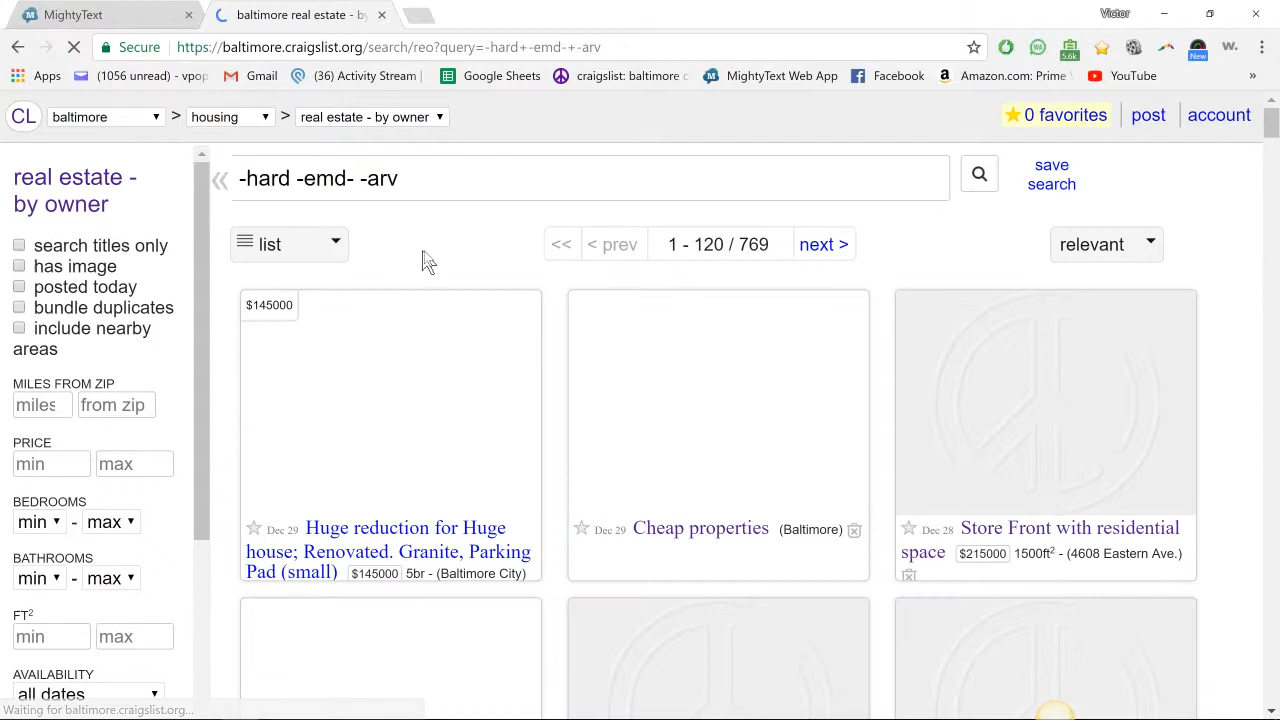 MightyText
baltimore real estate - by
Victor
Secure https://baltimore.craigslist.org/search/reo?query=-hard+-emd-+-arv
5.6k
New
W.
Apps (1056 unread) - vpop Gmail (36) Activity Stream | Google Sheets craigslist: baltimore c MightyText Web App Facebook Amazon.com: Prime YouTube »
CL baltimore > housing > real estate - by owner
0 favorites post account
real estate -
by owner
search titles only
has image
posted today
bundle duplicates
include nearby
areas
MILES FROM ZIP
miles from zip
PRICE
min max
BEDROOMS
min - max
BATHROOMS
min - max
FT2
min max
AVAILABILITY
all dates
«
-hard -emd- -arv
save
search
list
<< < prev 1 - 120 / 769 next >
relevant
$145000
Dec 29 Huge reduction for Huge
house; Renovated. Granite, Parking
Pad (small) $145000 5br - (Baltimore City)
Dec 29 Cheap properties (Baltimore)
Dec 28 Store Front with residential
space $215000 1500ft2 - (4608 Eastern Ave.)
Waiting for baltimore.craigslist.org...